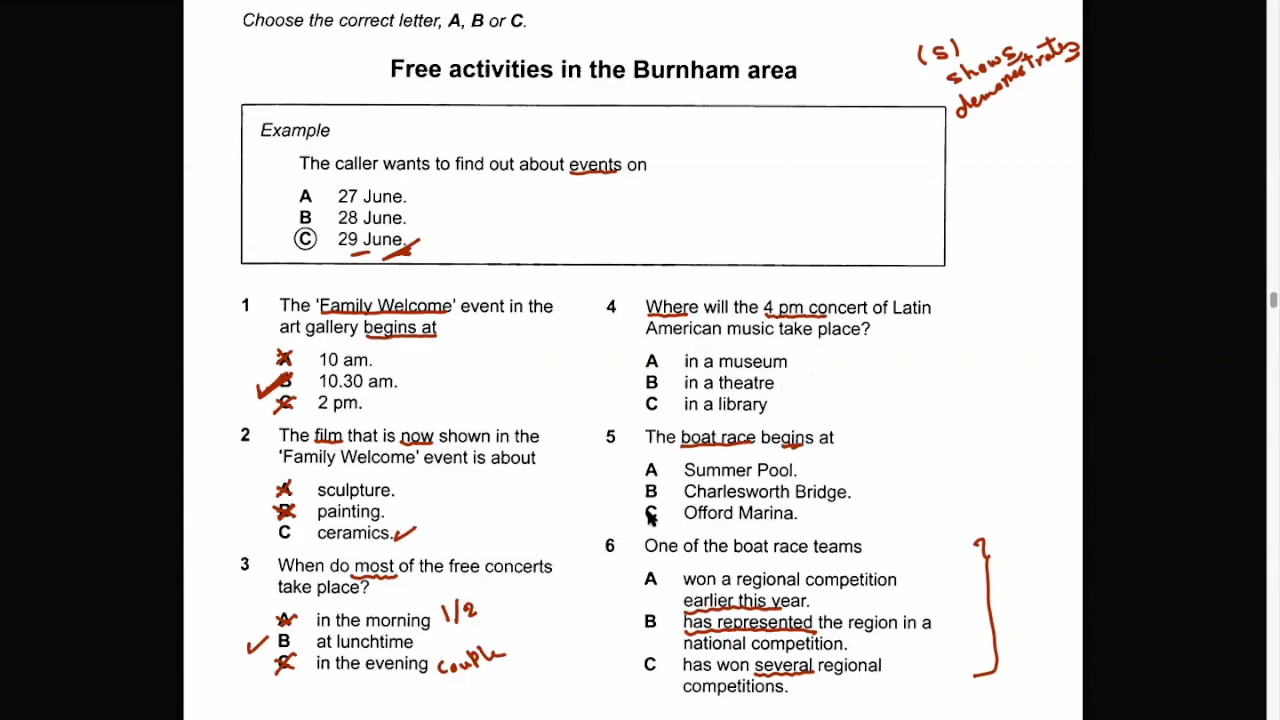 Choose the correct letter, A, B or C.
(s)
shows
demonstrates
Free activities in the Burnham area
Example
The caller wants to find out about events on
A 27 June.
B 28 June.
C 29 June.
1 The 'Family Welcome' event in the
art gallery begins at
A 10 am.
B 10.30 am.
C 2 pm.
2 The film that is now shown in the
'Family Welcome' event is about
A sculpture.
B painting.
C ceramics.
3 When do most of the free concerts
take place?
A in the morning 1/2
B at lunchtime
C in the evening couple
4 Where will the 4 pm concert of Latin
American music take place?
A in a museum
B in a theatre
C in a library
5 The boat race begins at
A Summer Pool.
B Charlesworth Bridge.
C Offord Marina.
6 One of the boat race teams
A won a regional competition
earlier this year.
B has represented the region in a
national competition.
C has won several regional
competitions.